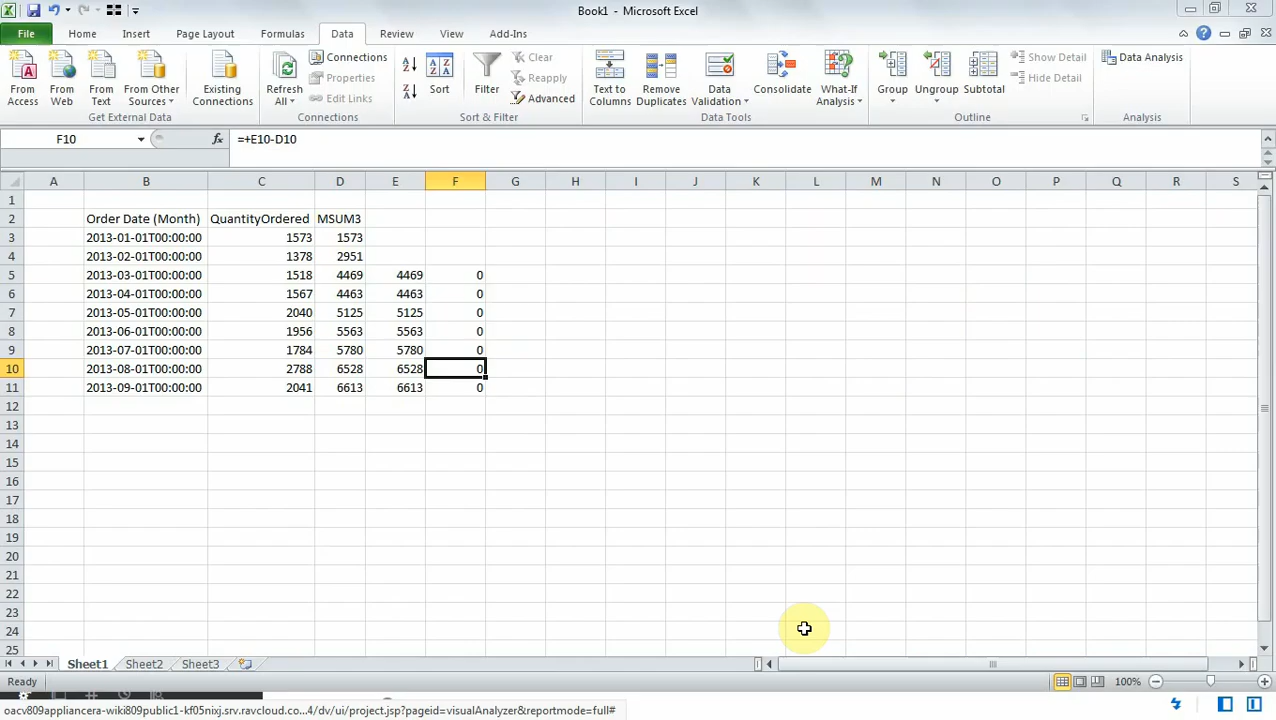 Book1 - Microsoft Excel
File Home Insert Page Layout Formulas Data Review View Add-Ins
From Access
From Web
From Text
From Other Sources
Existing Connections
Get External Data
Refresh All
Connections
Properties
Edit Links
Connections
Sort
Filter
Clear
Reapply
Advanced
Sort & Filter
Text to Columns
Remove Duplicates
Data Validation
Consolidate
What-If Analysis
Data Tools
Group
Ungroup
Subtotal
Show Detail
Hide Detail
Outline
Data Analysis
Analysis
F10 fx =+E10-D10
A B C D E F G H I J K L M N O P Q R S
1
2 Order Date (Month) QuantityOrdered MSUM3
3 2013-01-01T00:00:00 1573 1573
4 2013-02-01T00:00:00 1378 2951
5 2013-03-01T00:00:00 1518 4469 4469 0
6 2013-04-01T00:00:00 1567 4463 4463 0
7 2013-05-01T00:00:00 2040 5125 5125 0
8 2013-06-01T00:00:00 1956 5563 5563 0
9 2013-07-01T00:00:00 1784 5780 5780 0
10 2013-08-01T00:00:00 2788 6528 6528 0
11 2013-09-01T00:00:00 2041 6613 6613 0
12
13
14
15
16
17
18
19
20
21
22
23
24
25
Sheet1 Sheet2 Sheet3
Ready 100%
oacv809appliancera-wiki809public1-kf05nixj.srv.ravcloud.co...4/dv/ui/project.jsp?pageid=visualAnalyzer&reportmode=full#